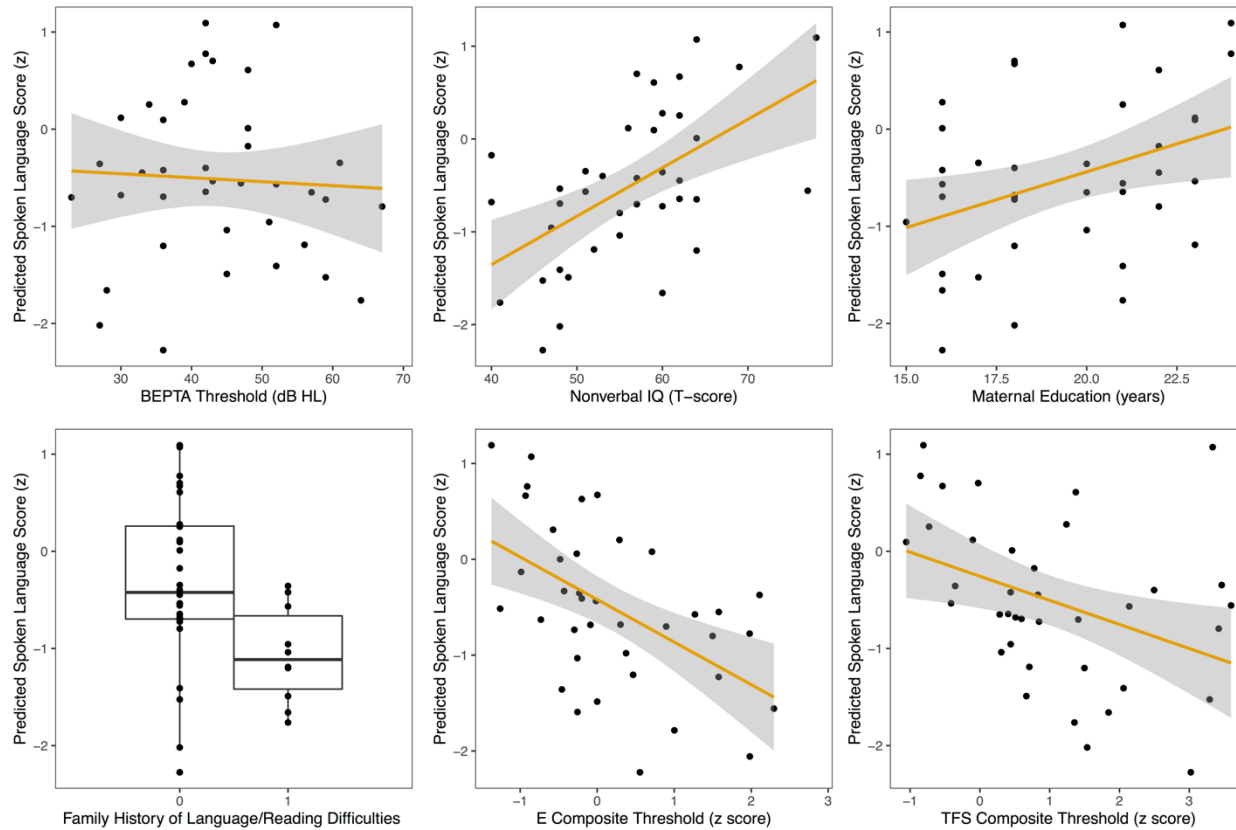 Predicted Spoken Language Score (z)
1
0
−1
−2
30 40 50 60 70
BEPTA Threshold (dB HL)
Predicted Spoken Language Score (z)
1
0
−1
−2
40 50 60 70
Nonverbal IQ (T−score)
Predicted Spoken Language Score (z)
1
0
−1
−2
15.0 17.5 20.0 22.5
Maternal Education (years)
Predicted Spoken Language Score (z)
1
0
−1
−2
0 1
Family History of Language/Reading Difficulties
Predicted Spoken Language Score (z)
1
0
−1
−2
−1 0 1 2 3
E Composite Threshold (z score)
Predicted Spoken Language Score (z)
1
0
−1
−2
−1 0 1 2 3
TFS Composite Threshold (z score)